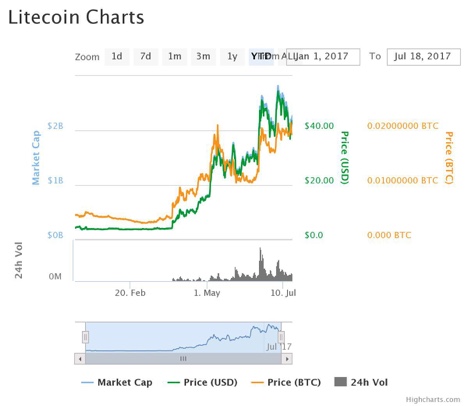 Litecoin Charts
Zoom 1d 7d 1m 3m 1y YTD ALL Jan 1, 2017 To Jul 18, 2017
Market Cap
$2B
$1B
$0B
Price (USD)
$40.00
$20.00
$0.0
Price (BTC)
0.02000000 BTC
0.01000000 BTC
0.000 BTC
24h Vol
0M
20. Feb 1. May 10. Jul
Jul '17
Market Cap Price (USD) Price (BTC) 24h Vol
Highcharts.com